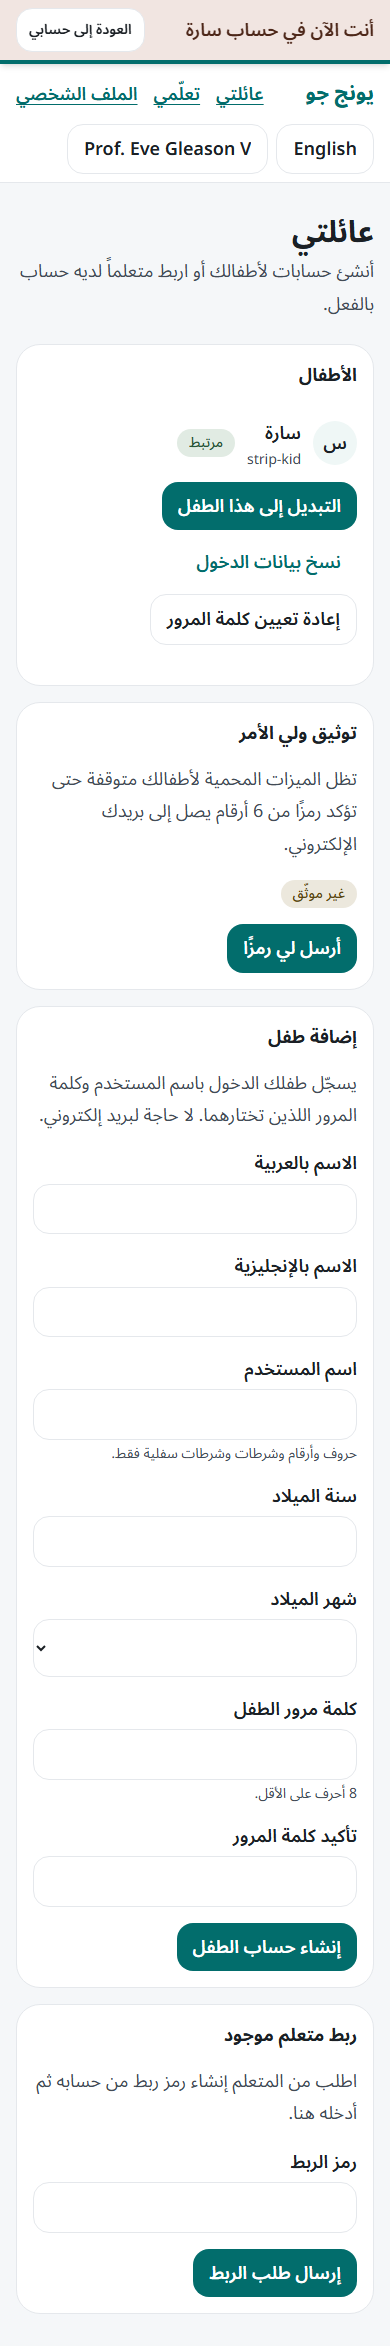 أنت الآن في حساب سارة
العودة إلى حسابي
يونج جو
عائلتي
تعلّمي
الملف الشخصي
English
Prof. Eve Gleason V
عائلتي
أنشئ حسابات لأطفالك أو اربط متعلماً لديه حساب
بالفعل.
الأطفال
س
سارة
strip-kid
مرتبط
التبديل إلى هذا الطفل
نسخ بيانات الدخول
إعادة تعيين كلمة المرور
توثيق ولي الأمر
تظل الميزات المحمية لأطفالك متوقفة حتى
تؤكد رمزًا من 6 أرقام يصل إلى بريدك
الإلكتروني.
غير موثّق
أرسل لي رمزًا
إضافة طفل
يسجّل طفلك الدخول باسم المستخدم وكلمة
المرور اللذين تختارهما. لا حاجة لبريد إلكتروني.
الاسم بالعربية
الاسم بالإنجليزية
اسم المستخدم
حروف وأرقام وشرطات وشرطات سفلية فقط.
سنة الميلاد
شهر الميلاد
كلمة مرور الطفل
8 أحرف على الأقل.
تأكيد كلمة المرور
إنشاء حساب الطفل
ربط متعلم موجود
اطلب من المتعلم إنشاء رمز ربط من حسابه ثم
أدخله هنا.
رمز الربط
إرسال طلب الربط